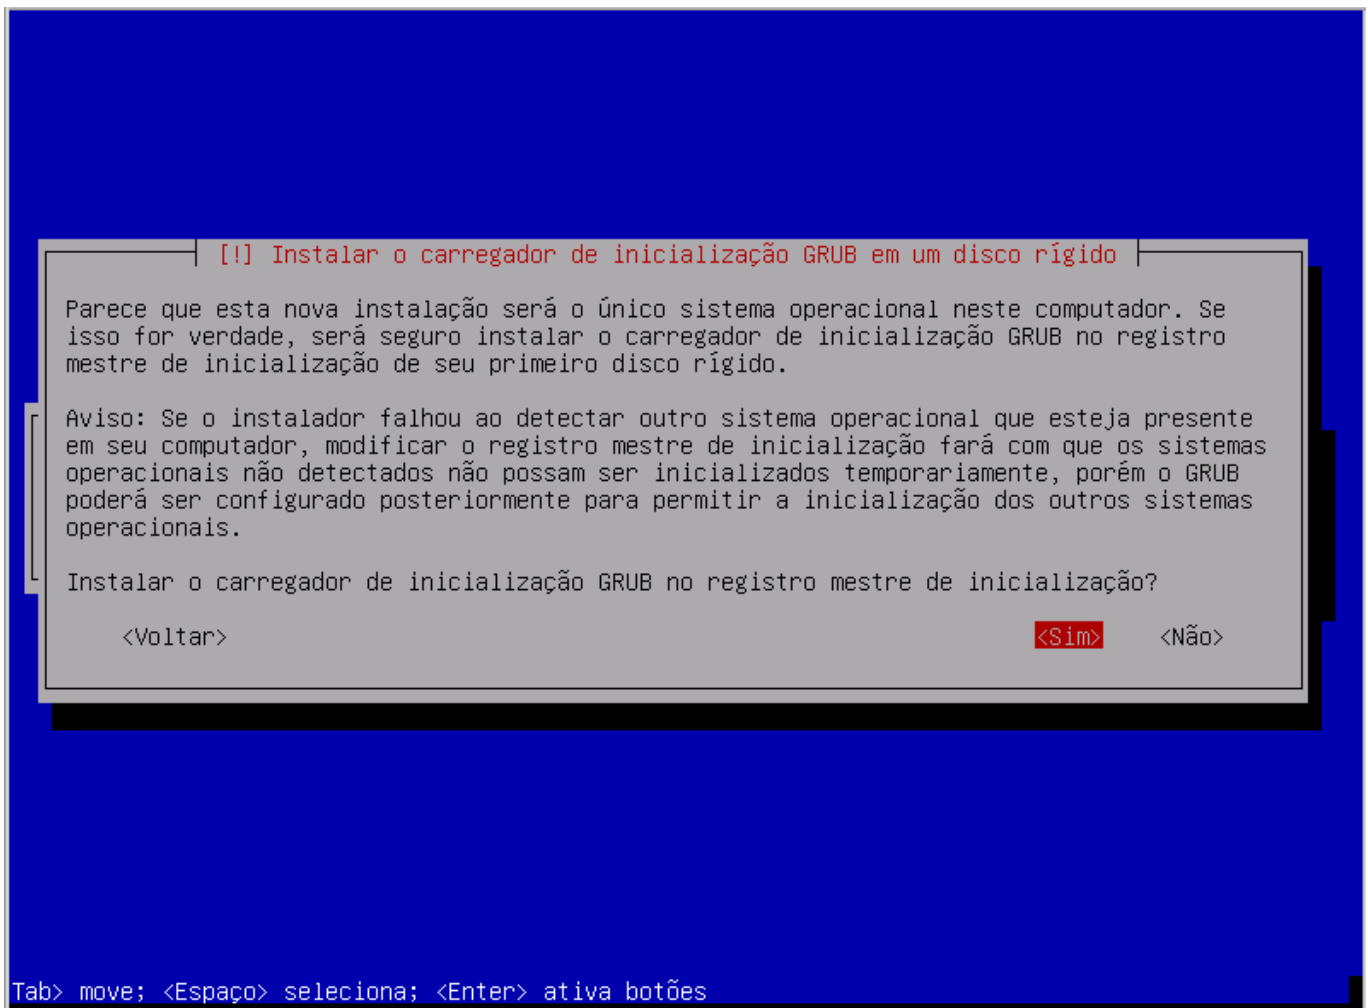 [!] Instalar o carregador de inicialização GRUB em um disco rígido
Parece que esta nova instalação será o único sistema operacional neste computador. Se
isso for verdade, será seguro instalar o carregador de inicialização GRUB no registro
mestre de inicialização de seu primeiro disco rígido.
Aviso: Se o instalador falhou ao detectar outro sistema operacional que esteja presente
em seu computador, modificar o registro mestre de inicialização fará com que os sistemas
operacionais não detectados não possam ser inicializados temporariamente, porém o GRUB
poderá ser configurado posteriormente para permitir a inicialização dos outros sistemas
operacionais.
Instalar o carregador de inicialização GRUB no registro mestre de inicialização?
<Voltar> <Sim> <Não>
Tab> move; <Espaço> seleciona; <Enter> ativa botões